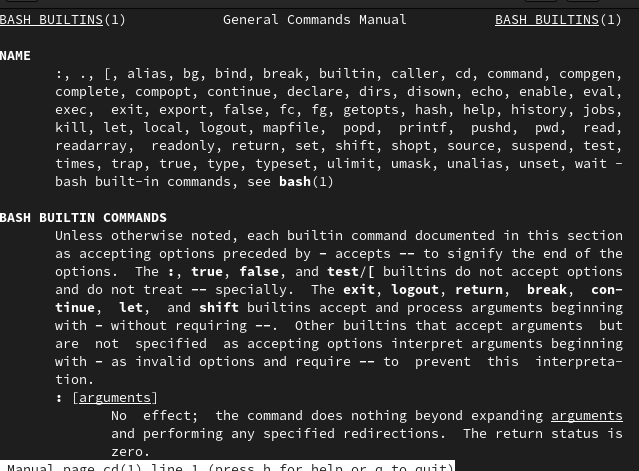 BASH BUILTINS(1) General Commands Manual BASH BUILTINS(1)
NAME
:, ., [, alias, bg, bind, break, builtin, caller, cd, command, compgen,
complete, compopt, continue, declare, dirs, disown, echo, enable, eval,
exec, exit, export, false, fc, fg, getopts, hash, help, history, jobs,
kill, let, local, logout, mapfile, popd, printf, pushd, pwd, read,
readarray, readonly, return, set, shift, shopt, source, suspend, test,
times, trap, true, type, typeset, ulimit, umask, unalias, unset, wait -
bash built-in commands, see bash(1)
BASH BUILTIN COMMANDS
Unless otherwise noted, each builtin command documented in this section
as accepting options preceded by - accepts -- to signify the end of the
options. The :, true, false, and test/[ builtins do not accept options
and do not treat -- specially. The exit, logout, return, break, con-
tinue, let, and shift builtins accept and process arguments beginning
with - without requiring --. Other builtins that accept arguments but
are not specified as accepting options interpret arguments beginning
with - as invalid options and require -- to prevent this interpreta-
tion.
: [arguments]
No effect; the command does nothing beyond expanding arguments
and performing any specified redirections. The return status is
zero.
Manual page cd(1) line 1 (press h for help or q to quit)